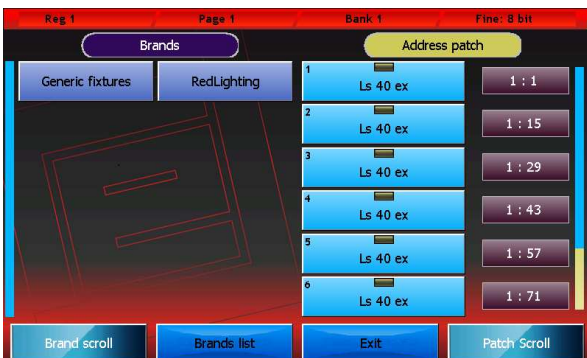 Reg 1 Page 1 Bank 1 Fine: 8 bit
Brands Address patch
Generic fixtures RedLighting
1 Ls 40 ex 1 : 1
2 Ls 40 ex 1 : 15
3 Ls 40 ex 1 : 29
4 Ls 40 ex 1 : 43
5 Ls 40 ex 1 : 57
6 Ls 40 ex 1 : 71
Brand scroll Brands list Exit Patch Scroll